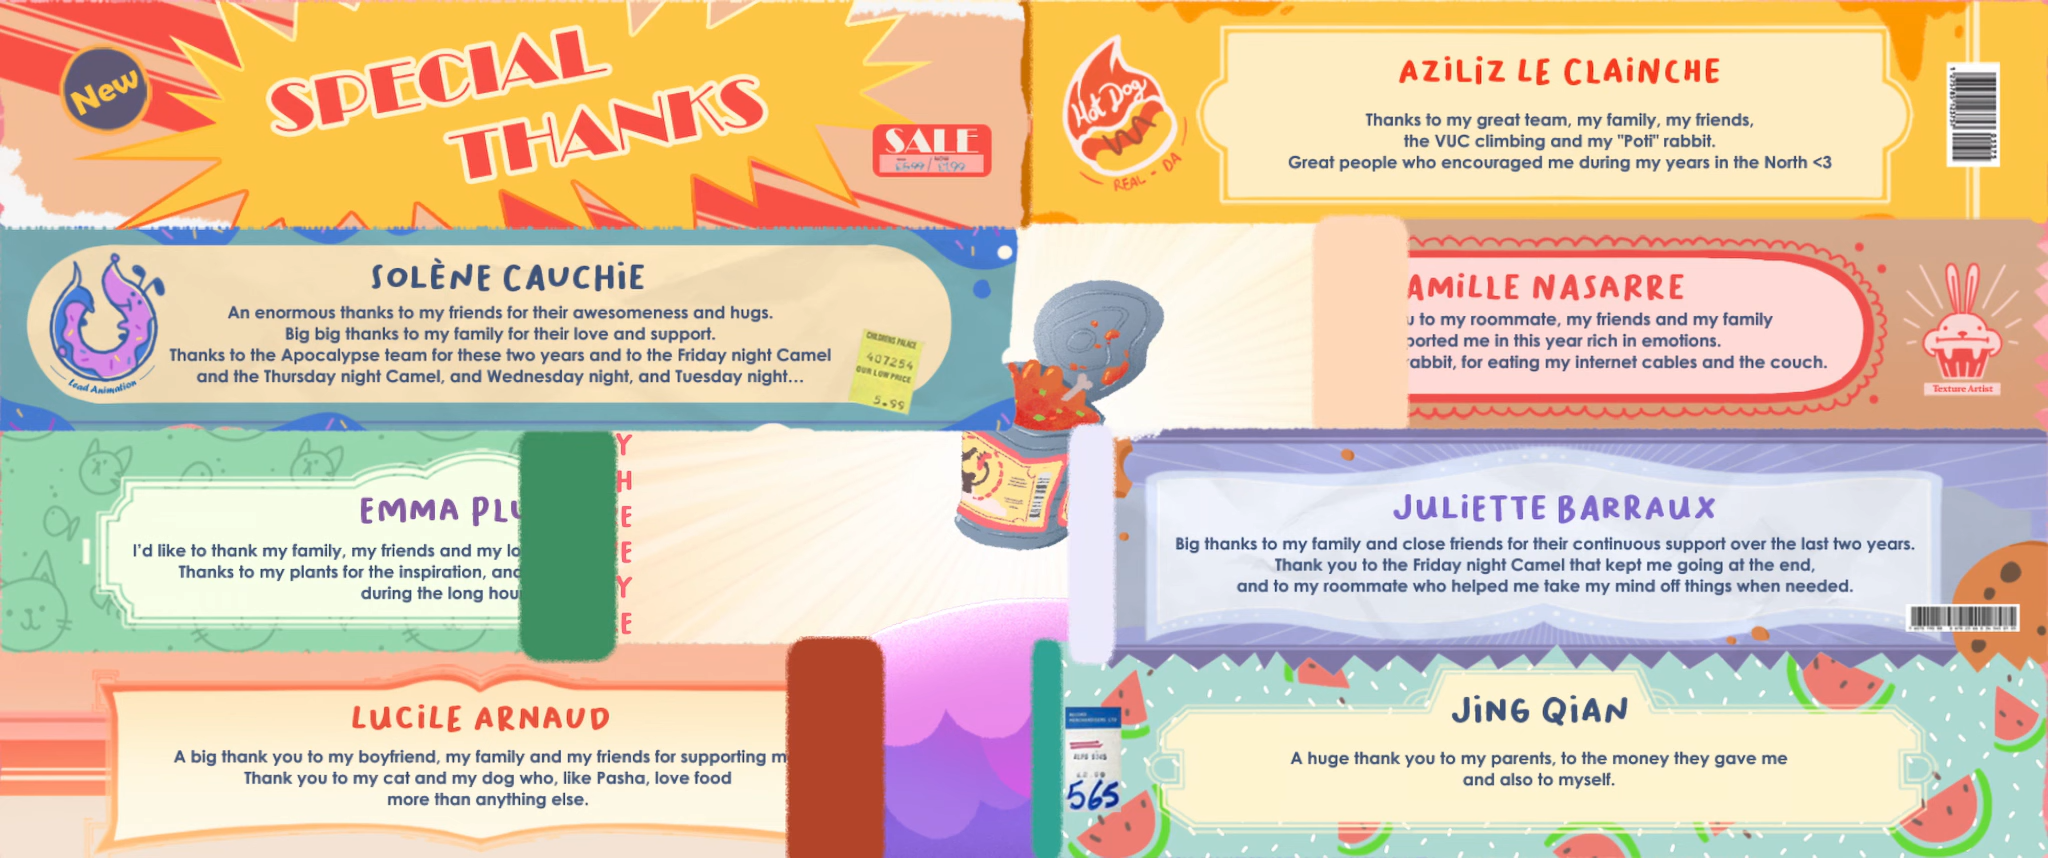 New
SPECIAL
THANKS
SALE
WAS NOW
£5.99 / £1.99
Hot Dog
REAL - DA
AZiLiZ LE CLAiNCHE
Thanks to my great team, my family, my friends,
the VUC climbing and my "Poti" rabbit.
Great people who encouraged me during my years in the North <3
SOLÈNE CAUCHiE
An enormous thanks to my friends for their awesomeness and hugs.
Big big thanks to my family for their love and support.
Thanks to the Apocalypse team for these two years and to the Friday night Camel
and the Thursday night Camel, and Wednesday night, and Tuesday night...
Lead Animation
CHILDRENS PALACE
407254
OUR LOW PRICE
5.99
AMiLLE NASARRE
u to my roommate, my friends and my family
ported me in this year rich in emotions.
abbit, for eating my internet cables and the couch.
Texture Artist
EMMA PLU
I'd like to thank my family, my friends and my lo
Thanks to my plants for the inspiration, and
during the long hou
Y
H
E
E
Y
E
JULiETTE BARRAUX
Big thanks to my family and close friends for their continuous support over the last two years.
Thank you to the Friday night Camel that kept me going at the end,
and to my roommate who helped me take my mind off things when needed.
LUCiLE ARNAUD
A big thank you to my boyfriend, my family and my friends for supporting m
Thank you to my cat and my dog who, like Pasha, love food
more than anything else.
565
JiNG QiAN
A huge thank you to my parents, to the money they gave me
and also to myself.